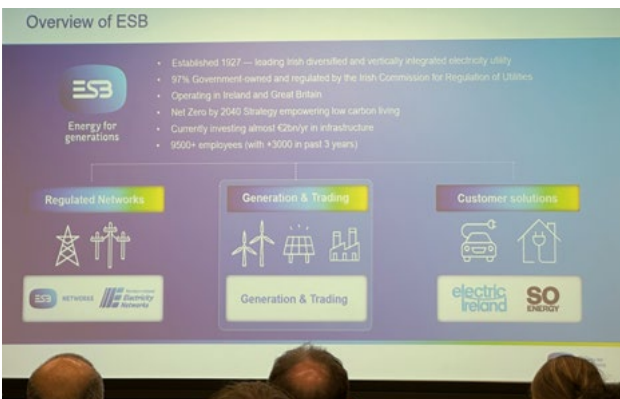 Overview of ESB
Established 1927 — leading Irish diversified and vertically integrated electricity utility
97% Government-owned and regulated by the Irish Commission for Regulation of Utilities
Operating in Ireland and Great Britain
Net Zero by 2040 Strategy empowering low carbon living
Currently investing almost €2bn/yr in infrastructure
9500+ employees (with +3000 in past 3 years)
ESB
Energy for
generations
Regulated Networks
Generation & Trading
Customer solutions
ESB NETWORKS
Electricity
Networks
Generation & Trading
electric
Ireland
SO
ENERGY